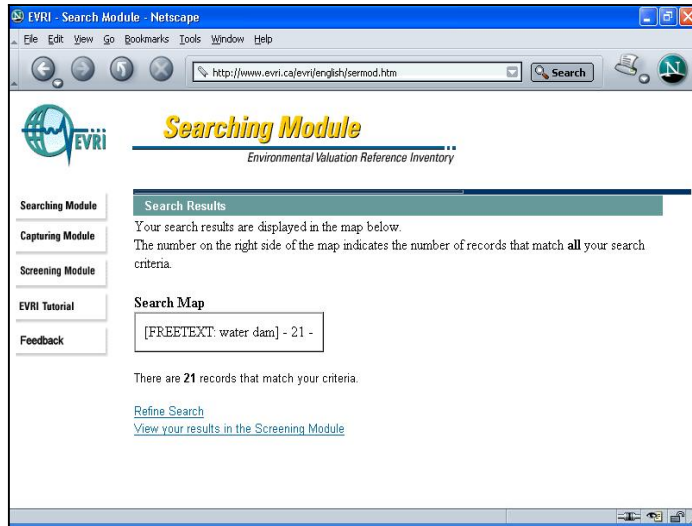 EVRI - Search Module - Netscape
File Edit View Go Bookmarks Tools Window Help
http://www.evri.ca/evri/english/sermod.htm
Search
N
EVRI
Searching Module
Environmental Valuation Reference Inventory
Searching Module
Capturing Module
Screening Module
EVRI Tutorial
Feedback
Search Results
Your search results are displayed in the map below.
The number on the right side of the map indicates the number of records that match all your search
criteria.
Search Map
[FREETEXT: water dam] - 21 -
There are 21 records that match your criteria.
Refine Search
View your results in the Screening Module